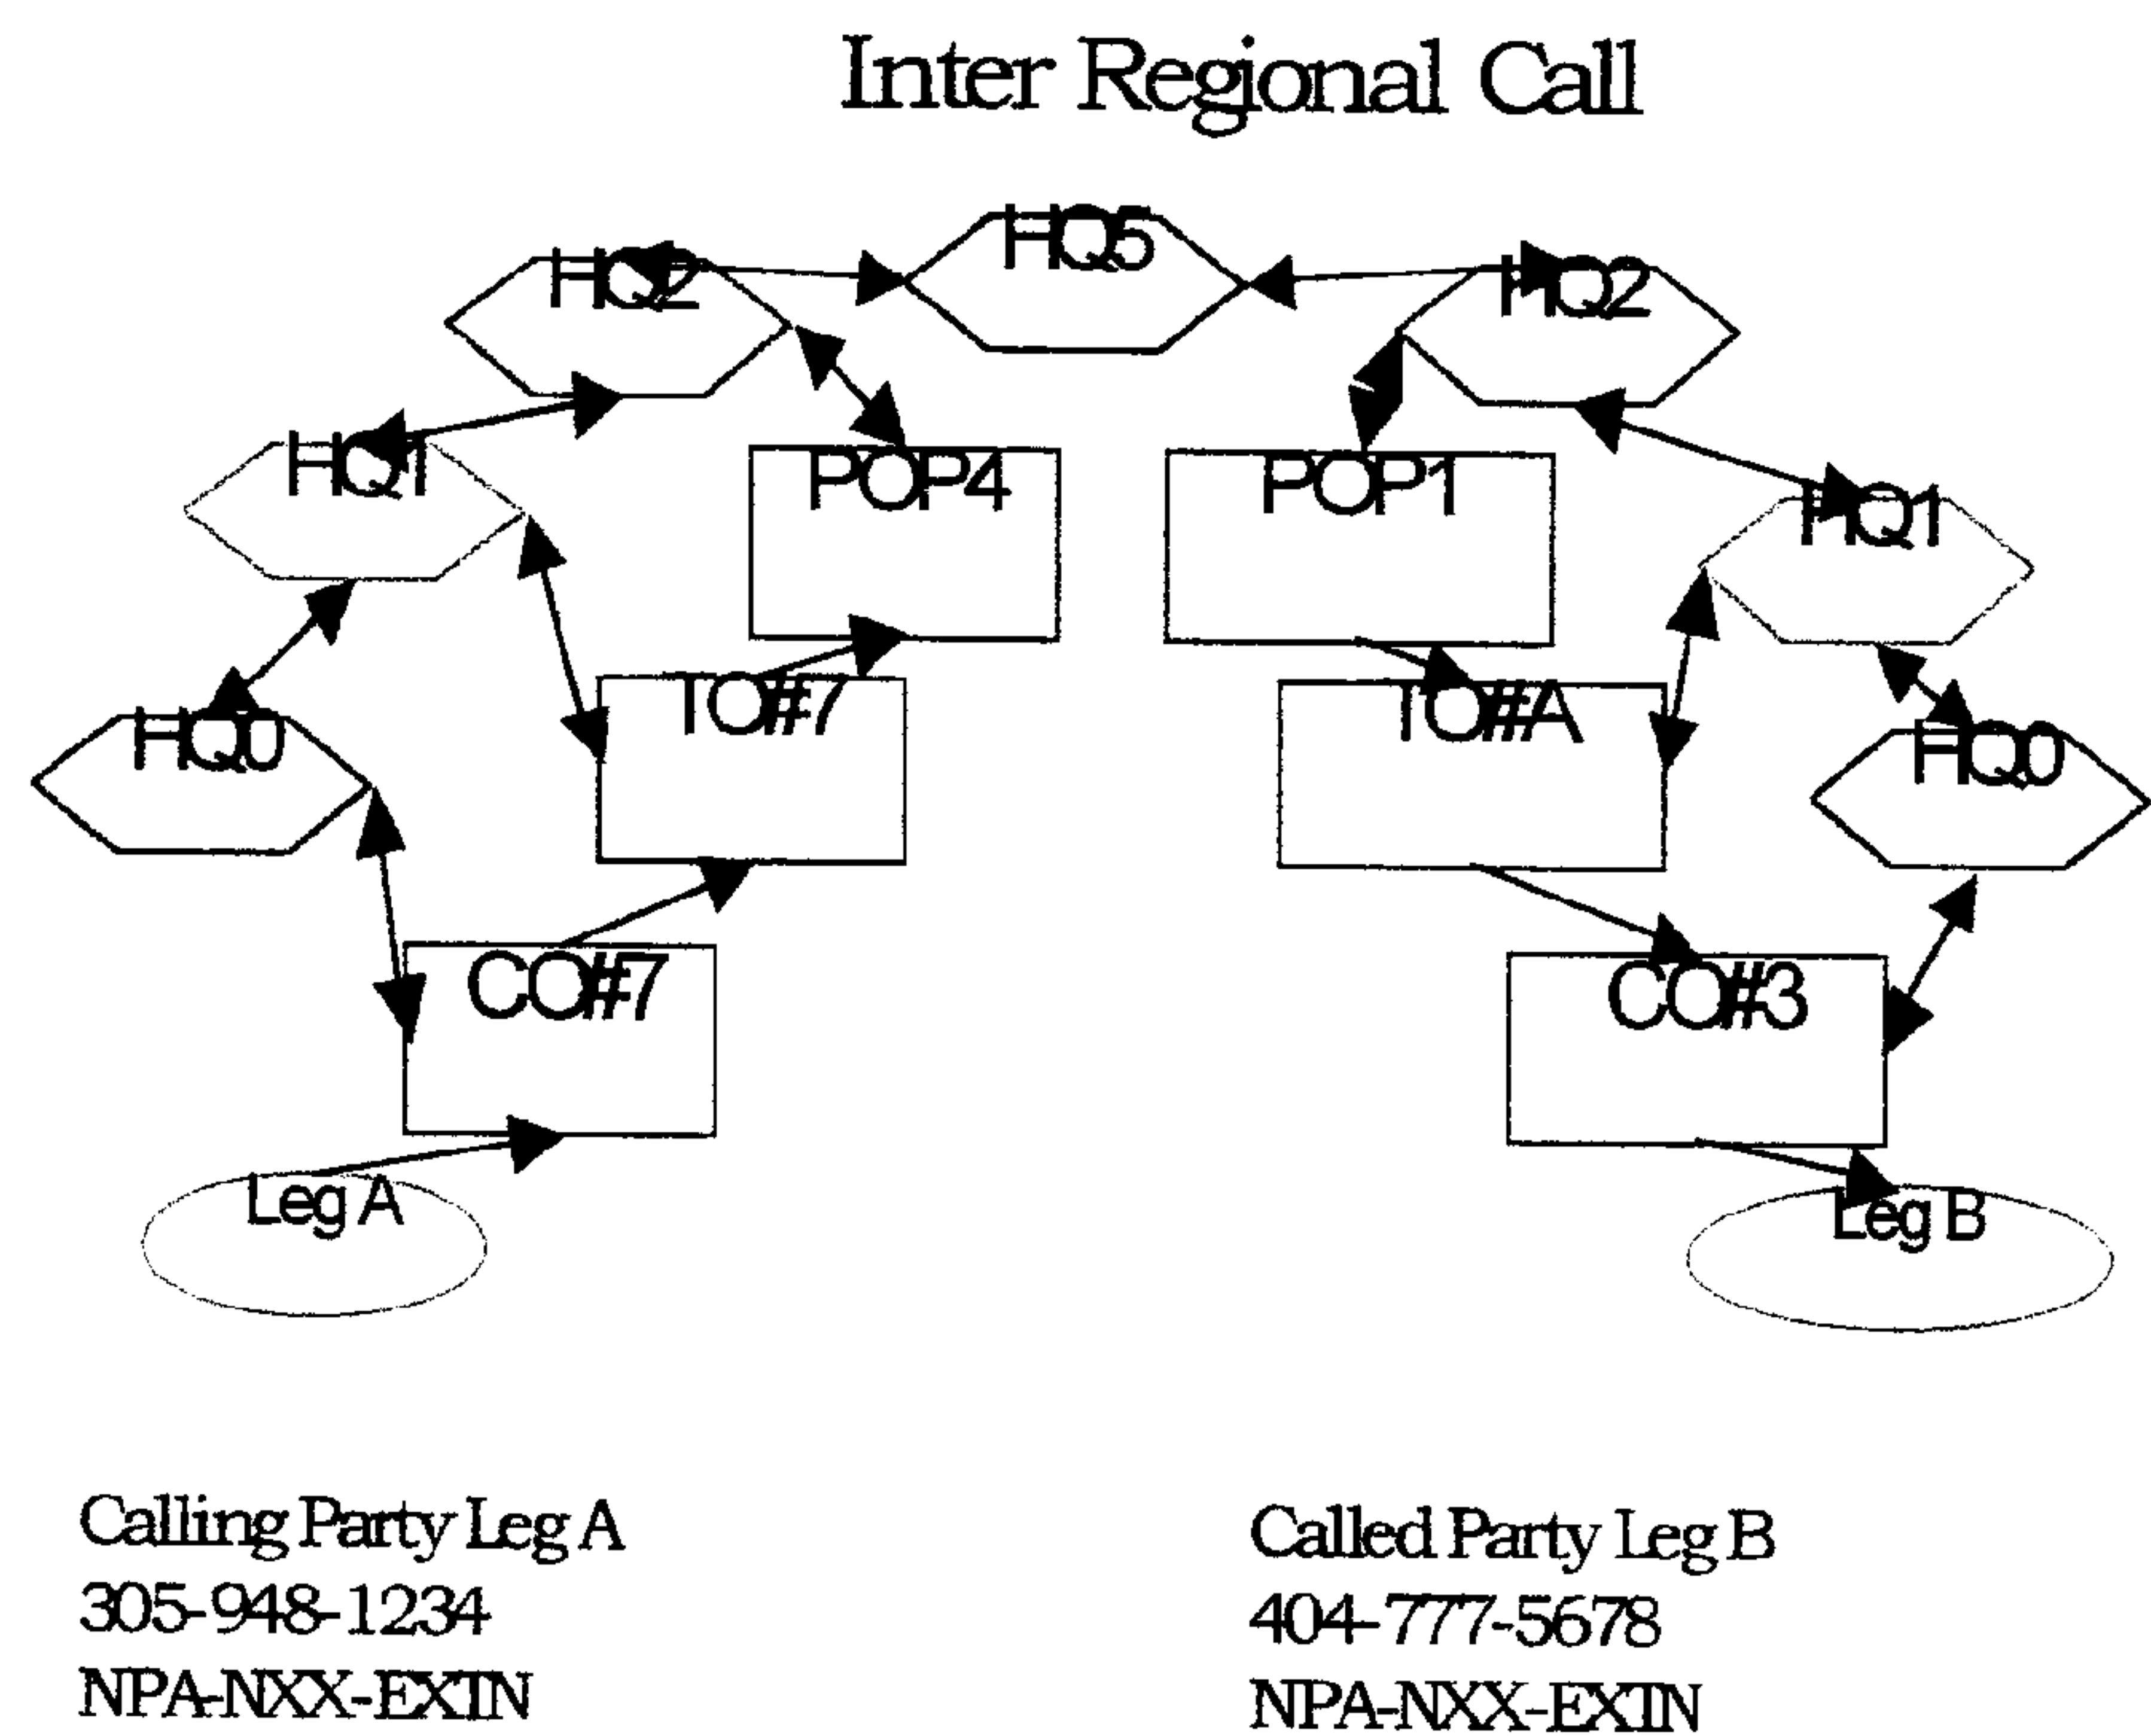 Inter Regional Call
HQ5
HQ2
HQ2
HQ1
POP4
POP1
HQ1
TO#7
TO#A
HQ0
HQ0
CO#7
CO#3
Leg A
Leg B
Calling Party Leg A
305-948-1234
NPA-NXX-EXTN
Called Party Leg B
404-777-5678
NPA-NXX-EXTN